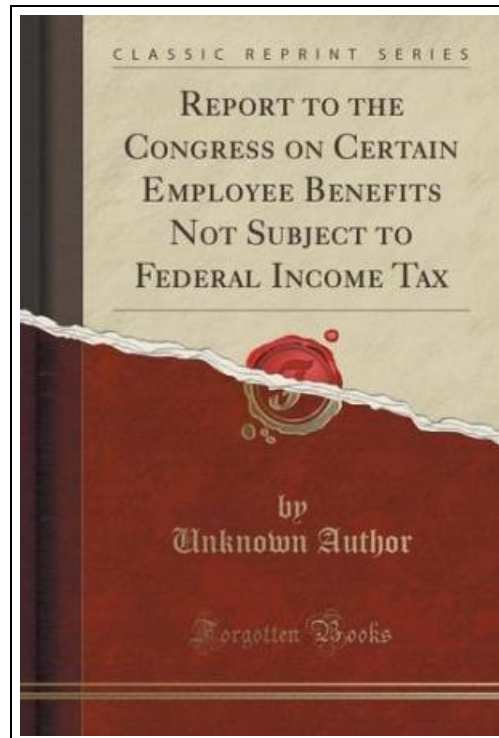 CLASSIC REPRINT SERIES
REPORT TO THE
CONGRESS ON CERTAIN
EMPLOYEE BENEFITS
NOT SUBJECT TO
FEDERAL INCOME TAX
F
by
Unknown Author
Forgotten Books